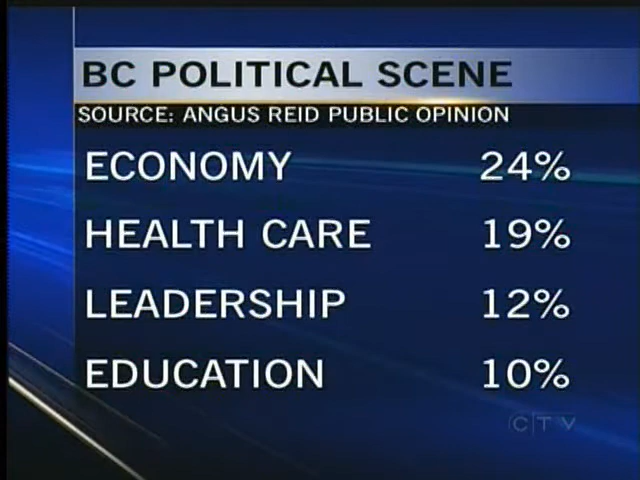 BC POLITICAL SCENE
SOURCE: ANGUS REID PUBLIC OPINION
ECONOMY 24%
HEALTH CARE 19%
LEADERSHIP 12%
EDUCATION 10%
CTV